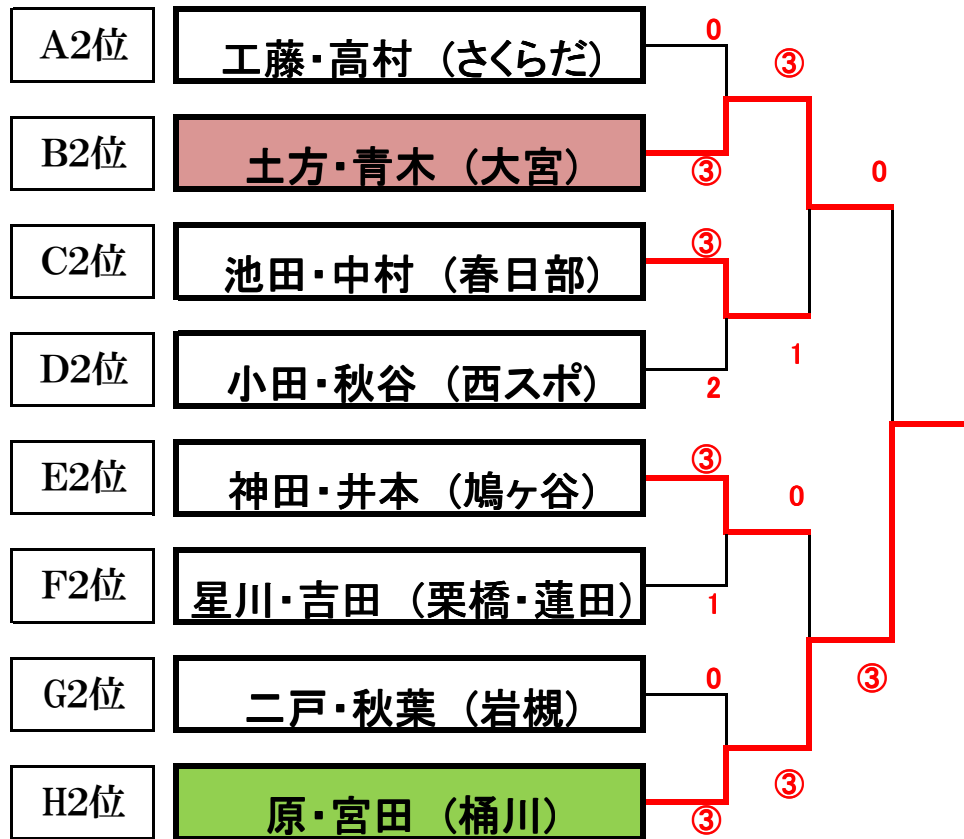 A2位 工藤・高村 (さくらだ) 0
③
B2位 土方・青木 (大宮) ③
0
C2位 池田・中村 (春日部) ③
1
D2位 小田・秋谷 (西スポ) 2
E2位 神田・井本 (鳩ヶ谷) ③
0
F2位 星川・吉田 (栗橋・蓮田) 1
③
G2位 二戸・秋葉 (岩槻) 0
③
H2位 原・宮田 (桶川) ③